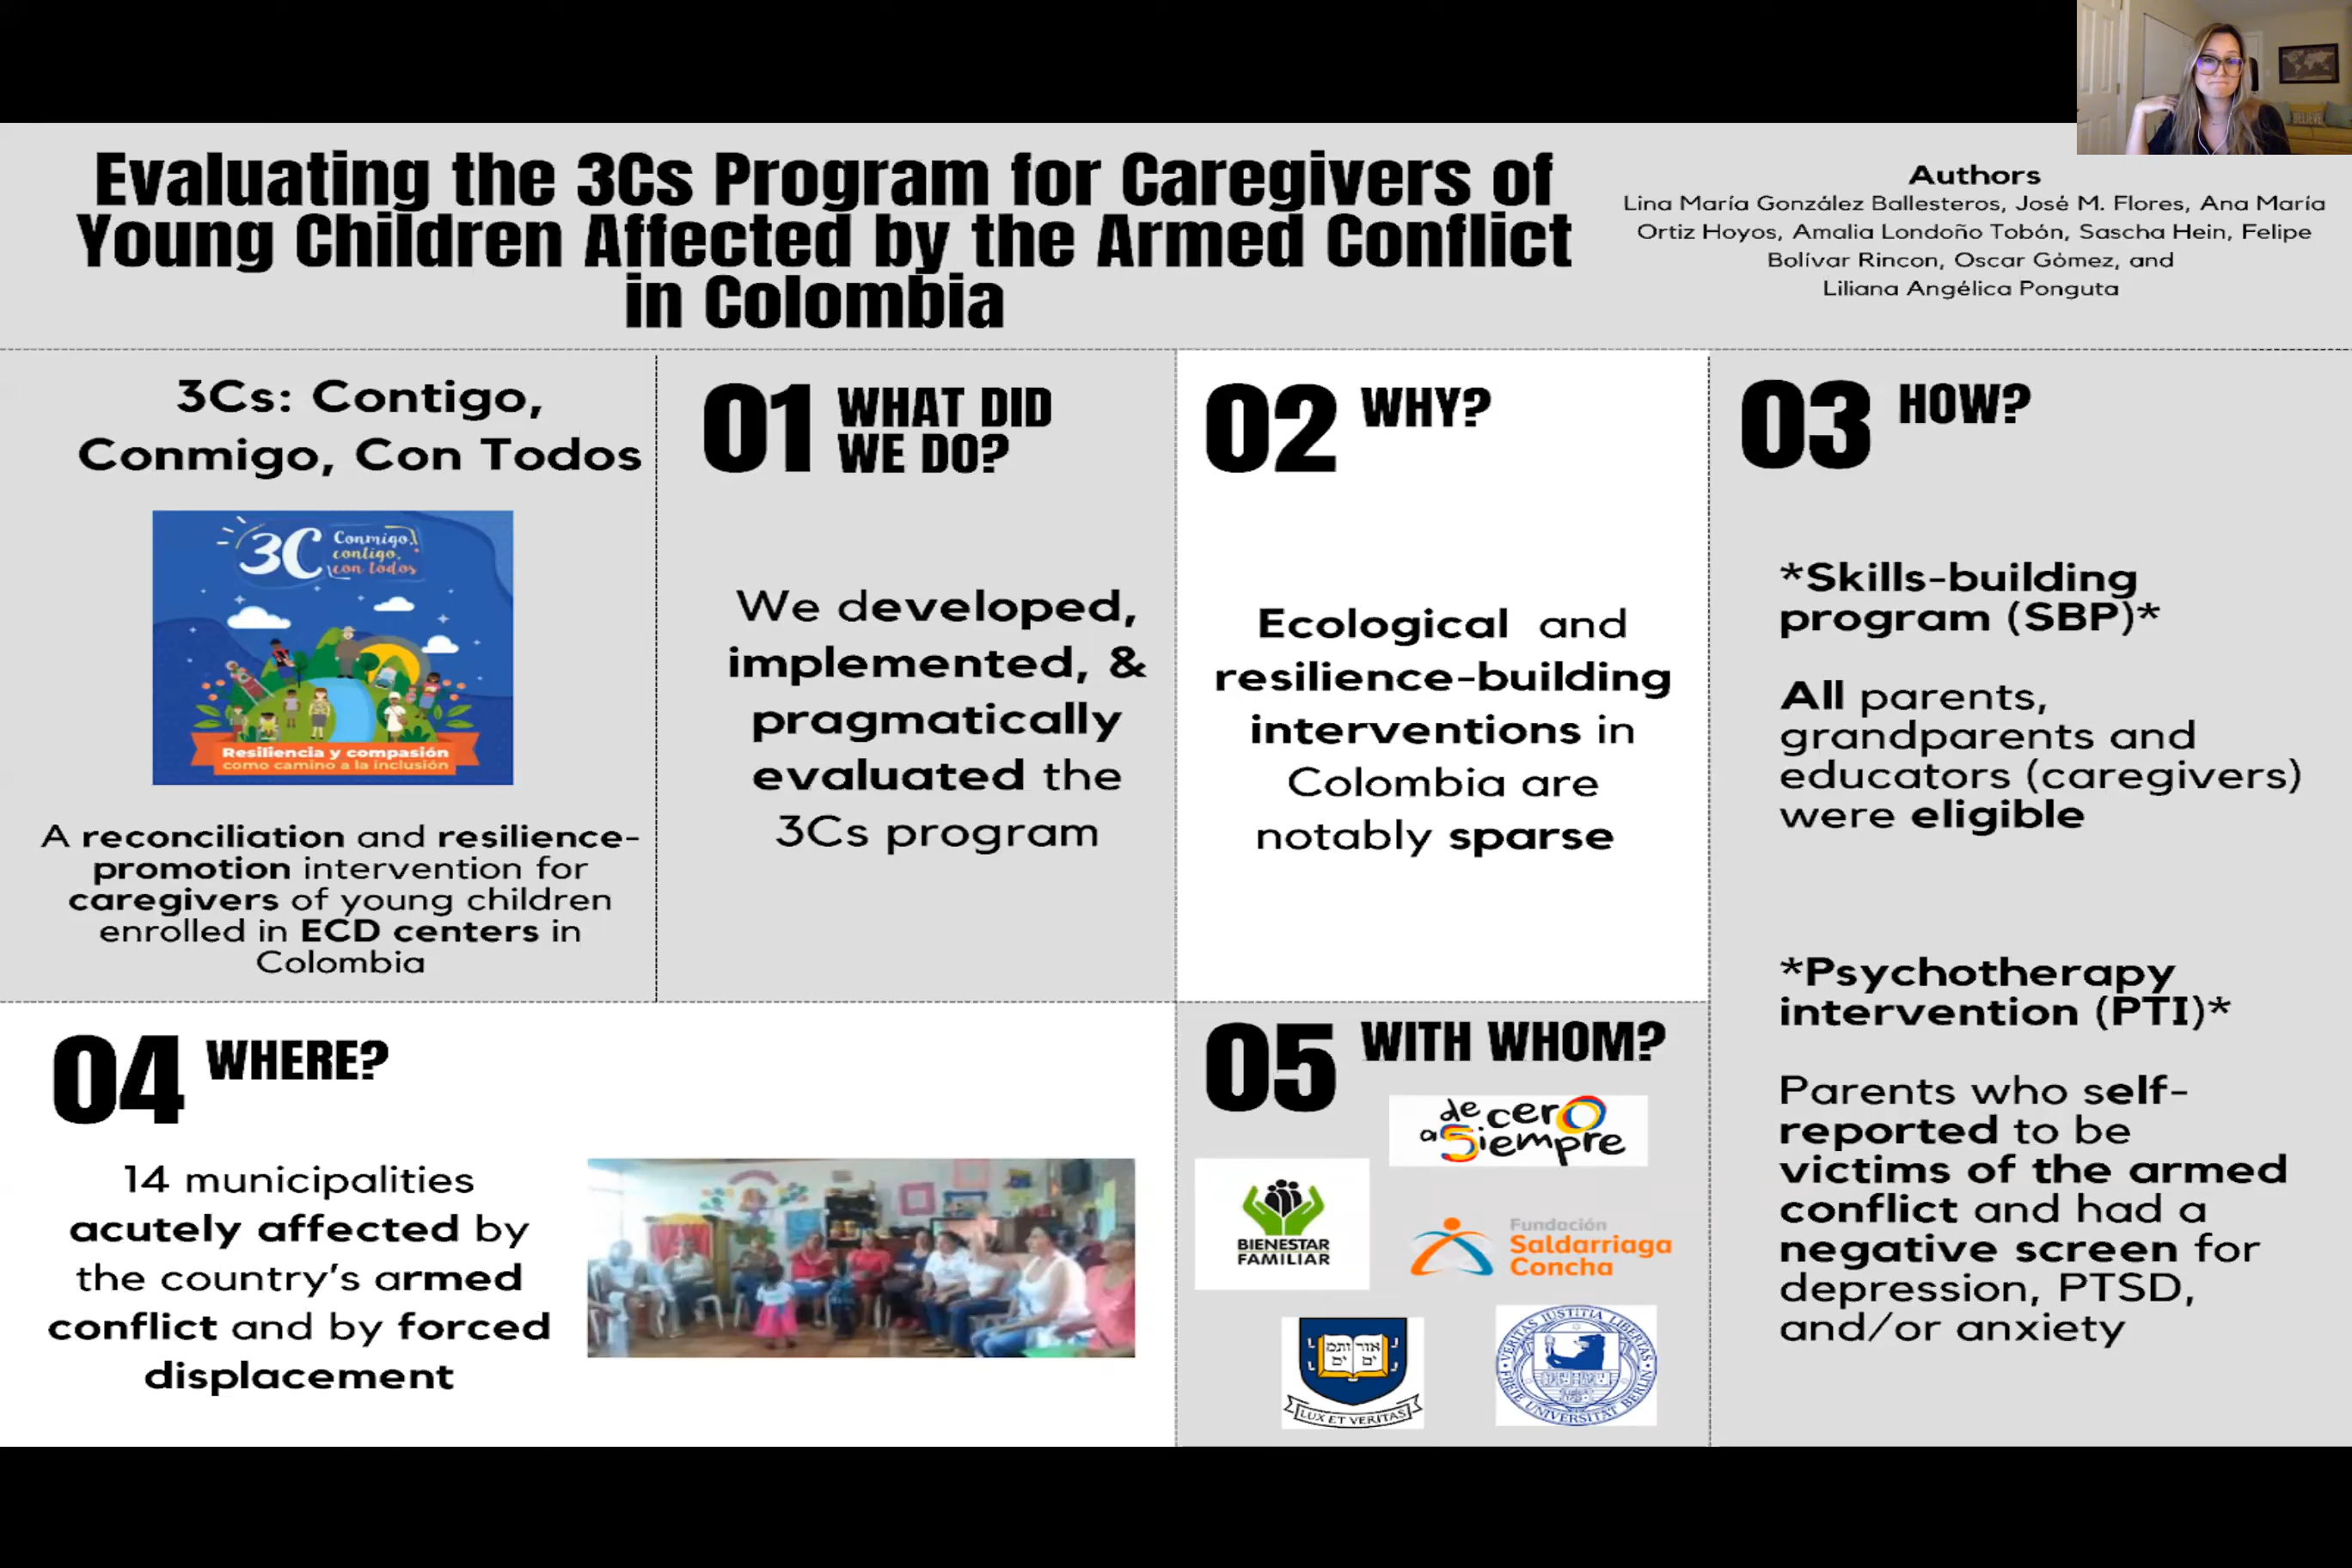 Evaluating the 3Cs Program for Caregivers of
Young Children Affected by the Armed Conflict
in Colombia
Authors
Lina María González Ballesteros, José M. Flores, Ana María
Ortiz Hoyos, Amalia Londoño Tobón, Sascha Hein, Felipe
Bolívar Rincon, Oscar Gómez, and
Liliana Angélica Ponguta
BELIEVE
3Cs: Contigo,
Conmigo, Con Todos
3C
Conmigo,
contigo,
con todos
Resiliencia y compasión
como camino a la inclusión
A reconciliation and resilience-
promotion intervention for
caregivers of young children
enrolled in ECD centers in
Colombia
01 WHAT DID
WE DO?
We developed,
implemented, &
pragmatically
evaluated the
3Cs program
02 WHY?
Ecological and
resilience-building
interventions in
Colombia are
notably sparse
03 HOW?
*Skills-building
program (SBP)*
All parents,
grandparents and
educators (caregivers)
were eligible
*Psychotherapy
intervention (PTI)*
Parents who self-
reported to be
victims of the armed
conflict and had a
negative screen for
depression, PTSD,
and/or anxiety
04 WHERE?
14 municipalities
acutely affected by
the country's armed
conflict and by forced
displacement
05 WITH WHOM?
de cero
a 5iempre
BIENESTAR
FAMILIAR
Fundación
Saldarriaga
Concha
אורותמ
ים ים
LUX ET VERITAS
VERITAS IUSTITIA LIBERTAS
FREIE UNIVERSITÄT BERLIN